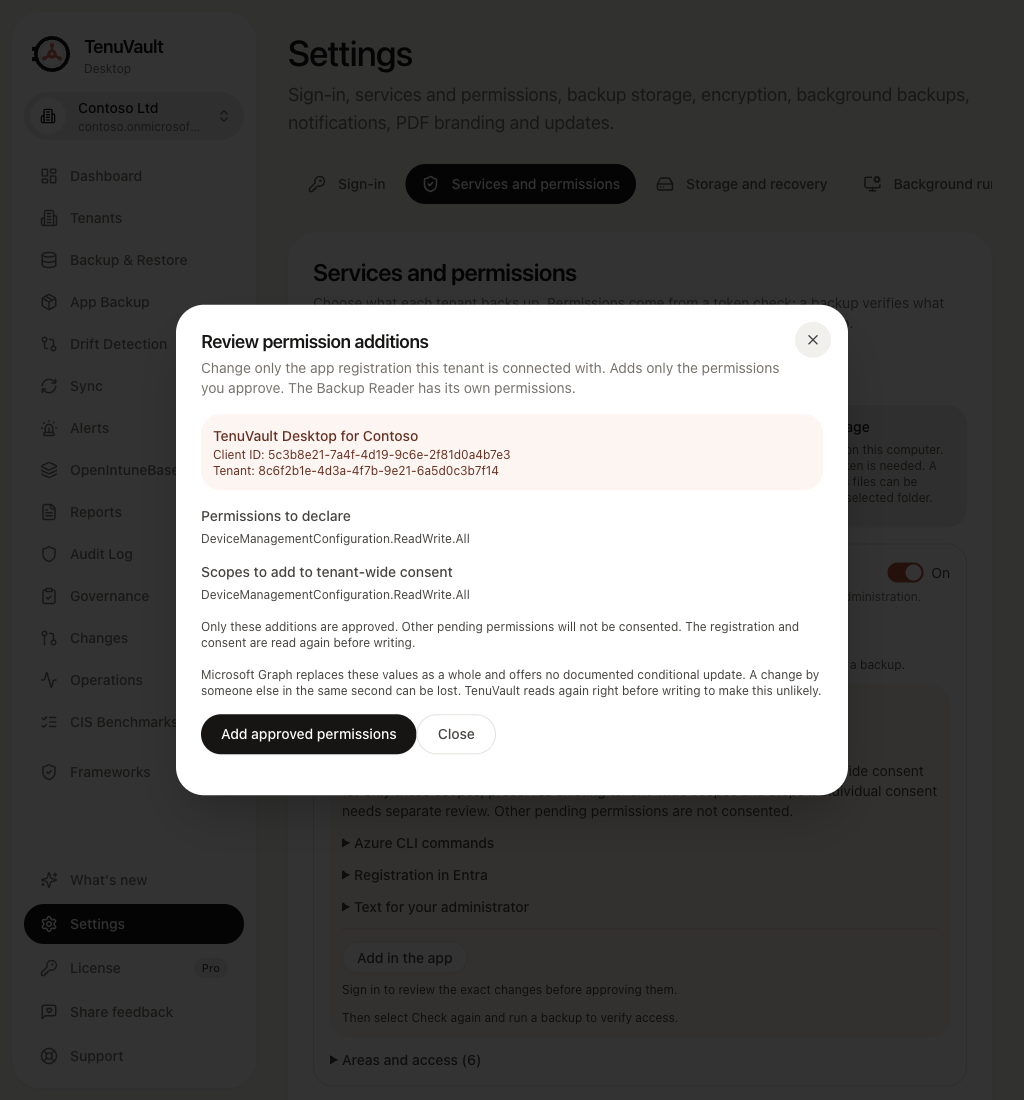 TenuVault
Desktop
Contoso Ltd
contoso.onmicrosof...
Dashboard
Tenants
Backup & Restore
App Backup
Drift Detection
Sync
Alerts
OpenIntuneBase
Reports
Audit Log
Governance
Changes
Operations
CIS Benchmarks
Frameworks
What's new
Settings
License
Pro
Share feedback
Support
Settings
Sign-in, services and permissions, backup storage, encryption, background backups,
notifications, PDF branding and updates.
Sign-in
Services and permissions
Storage and recovery
Background ru
Services and permissions
Choose what each tenant backs up. Permissions come from a token check; a backup verifies what
Review permission additions
Change only the app registration this tenant is connected with. Adds only the permissions
you approve. The Backup Reader has its own permissions.
TenuVault Desktop for Contoso
Client ID: 5c3b8e21-7a4f-4d19-9c6e-2f81d0a4b7e3
Tenant: 8c6f2b1e-4d3a-4f7b-9e21-6a5d0c3b7f14
Permissions to declare
DeviceManagementConfiguration.ReadWrite.All
Scopes to add to tenant-wide consent
DeviceManagementConfiguration.ReadWrite.All
Only these additions are approved. Other pending permissions will not be consented. The registration and
consent are read again before writing.
Microsoft Graph replaces these values as a whole and offers no documented conditional update. A change by
someone else in the same second can be lost. TenuVault reads again right before writing to make this unlikely.
Add approved permissions
Close
on this computer.
is needed. A
files can be
selected folder.
On
a backup.
consent
consent
needs separate review. Other pending permissions are not consented.
Azure CLI commands
Registration in Entra
Text for your administrator
Add in the app
Sign in to review the exact changes before approving them.
Then select Check again and run a backup to verify access.
Areas and access (6)